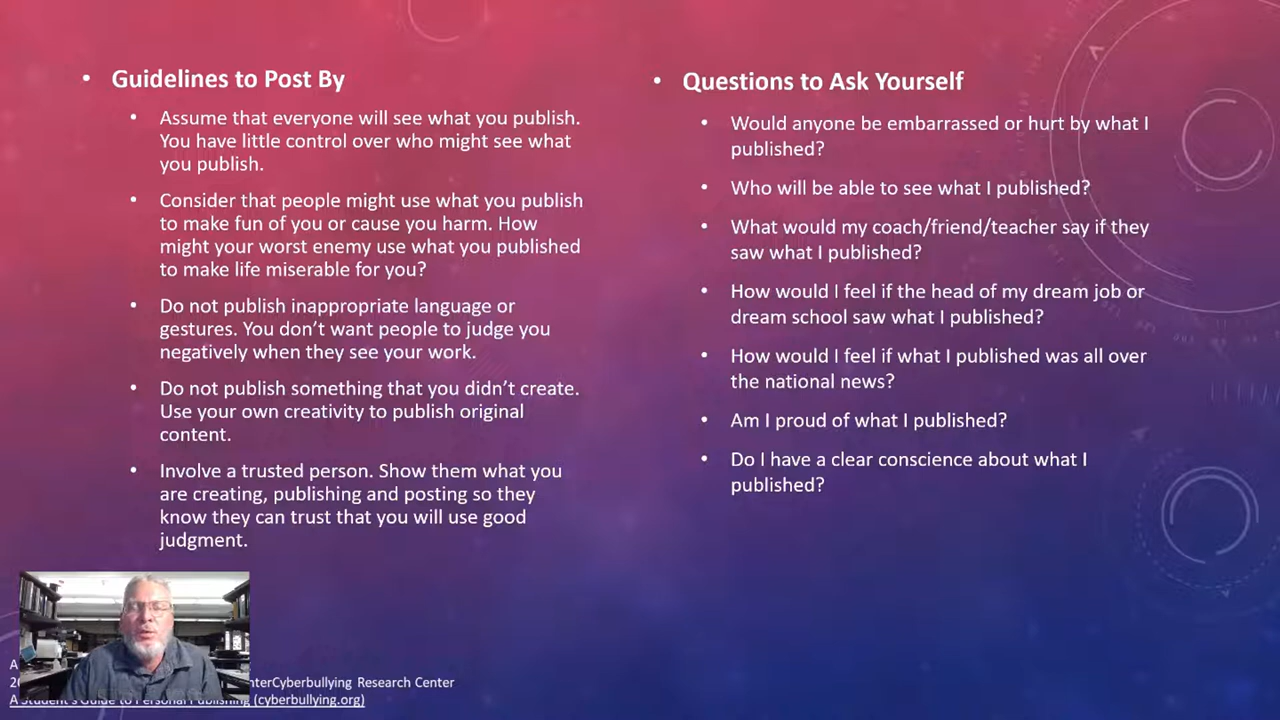 Guidelines to Post By
Assume that everyone will see what you publish.
You have little control over who might see what
you publish.
Consider that people might use what you publish
to make fun of you or cause you harm. How
might your worst enemy use what you published
to make life miserable for you?
Do not publish inappropriate language or
gestures. You don’t want people to judge you
negatively when they see your work.
Do not publish something that you didn’t create.
Use your own creativity to publish original
content.
Involve a trusted person. Show them what you
are creating, publishing and posting so they
know they can trust that you will use good
judgment.
Questions to Ask Yourself
Would anyone be embarrassed or hurt by what I
published?
Who will be able to see what I published?
What would my coach/friend/teacher say if they
saw what I published?
How would I feel if the head of my dream job or
dream school saw what I published?
How would I feel if what I published was all over
the national news?
Am I proud of what I published?
Do I have a clear conscience about what I
published?
Cyberbullying Research Center
A Student's Guide to Personal Publishing (cyberbullying.org)